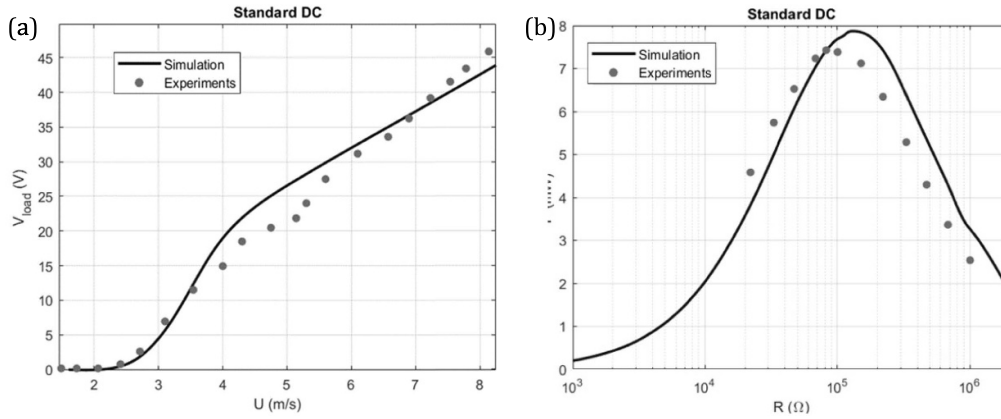 (a)
Standard DC
Simulation
Experiments
V_load (V)
45
40
35
30
25
20
15
10
5
0
2
3
4
5
6
7
8
U (m/s)
(b)
Standard DC
Simulation
Experiments
8
7
6
5
4
3
2
1
0
10^3
10^4
10^5
10^6
R (Ω)